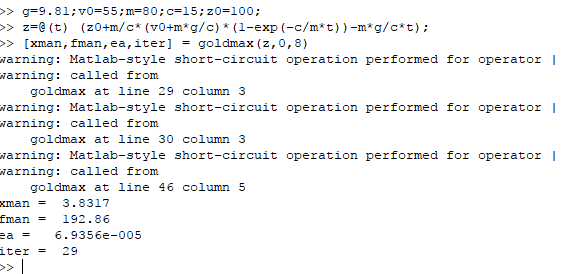 >> g=9.81;v0=55;m=80;c=15;z0=100;
>> z=@(t) (z0+m/c*(v0+m*g/c)*(1-exp(-c/m*t))-m*g/c*t);
>> [xman,fman,ea,iter] = goldmax(z,0,8)
warning: Matlab-style short-circuit operation performed for operator |
warning: called from
    goldmax at line 29 column 3
warning: Matlab-style short-circuit operation performed for operator |
warning: called from
    goldmax at line 30 column 3
warning: Matlab-style short-circuit operation performed for operator |
warning: called from
    goldmax at line 46 column 5
xman =  3.8317
fman =  192.86
ea =   6.9356e-005
iter =  29
>>